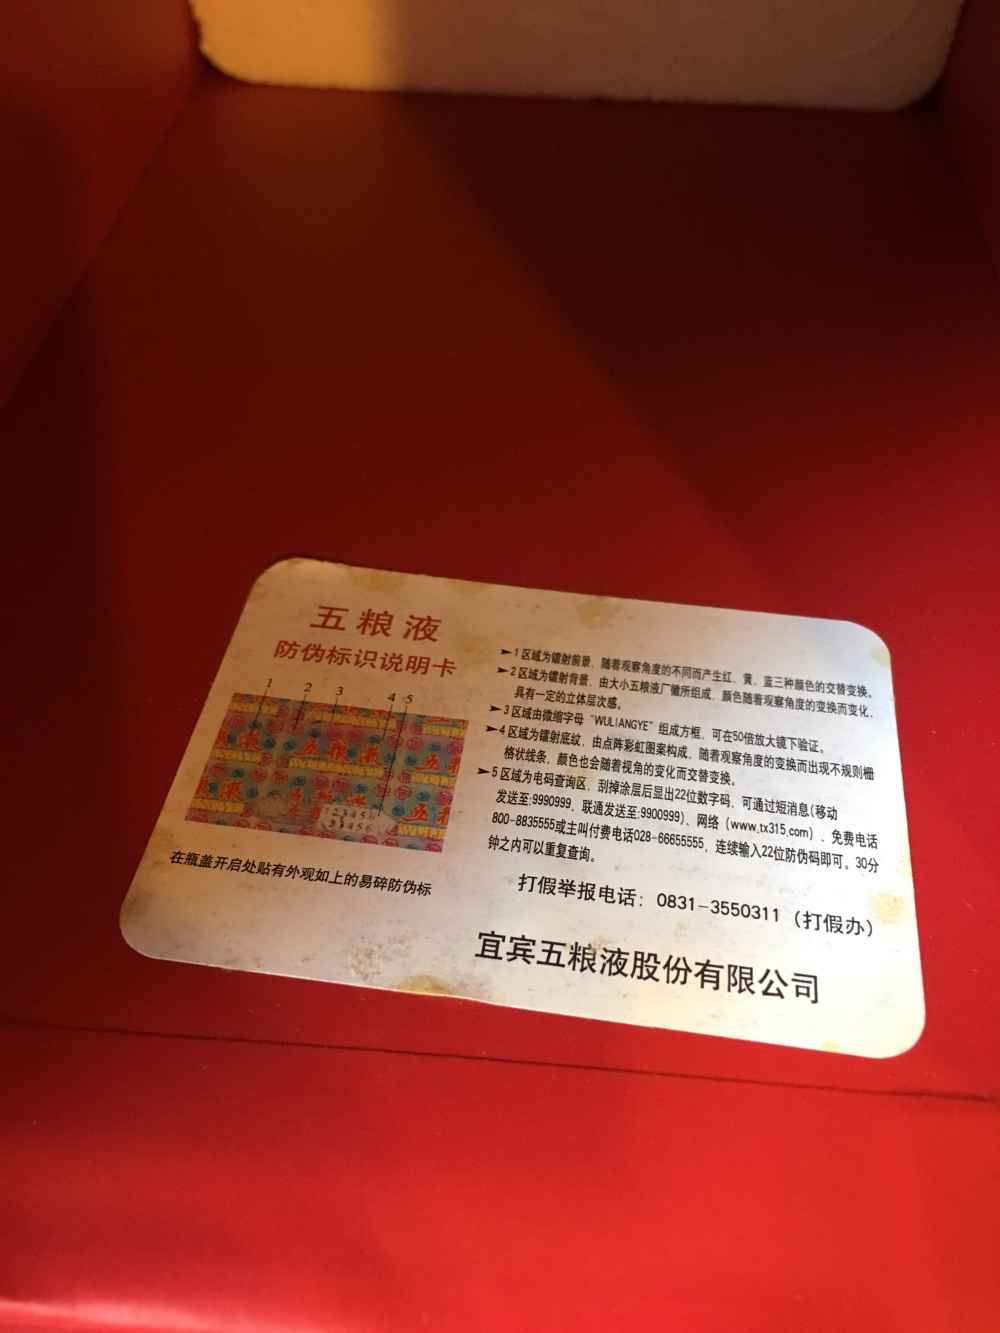 五粮液
防伪标识说明卡
1 2 3 4 5
123456
在瓶盖开启处贴有外观如上的易碎防伪标
►1区域为镭射前景、随着观察角度的不同而产生红、黄、蓝三种颜色的交替变换。
►2区域为镭射背景、由大小五粮液厂徽所组成、颜色随着观察角度的变换而变化、
具有一定的立体层次感。
►3区域由微缩字母“WULIANGYE”组成方框、可在50倍放大镜下验证。
►4区域为镭射底纹、由点阵彩虹图案构成、随着观察角度的变换而出现不规则栅
格状线条、颜色也会随着视角的变化而交替变换。
►5区域为电码查询区、刮掉涂层后显出22位数字码、可通过短消息(移动
发送至:9990999、联通发送至:9900999)、网络(www.tx315.com)、免费电话
800-8835555或主叫付费电话028-66655555、连续输入22位防伪码即可。30分
钟之内可以重复查询。
打假举报电话：0831-3550311（打假办）
宜宾五粮液股份有限公司